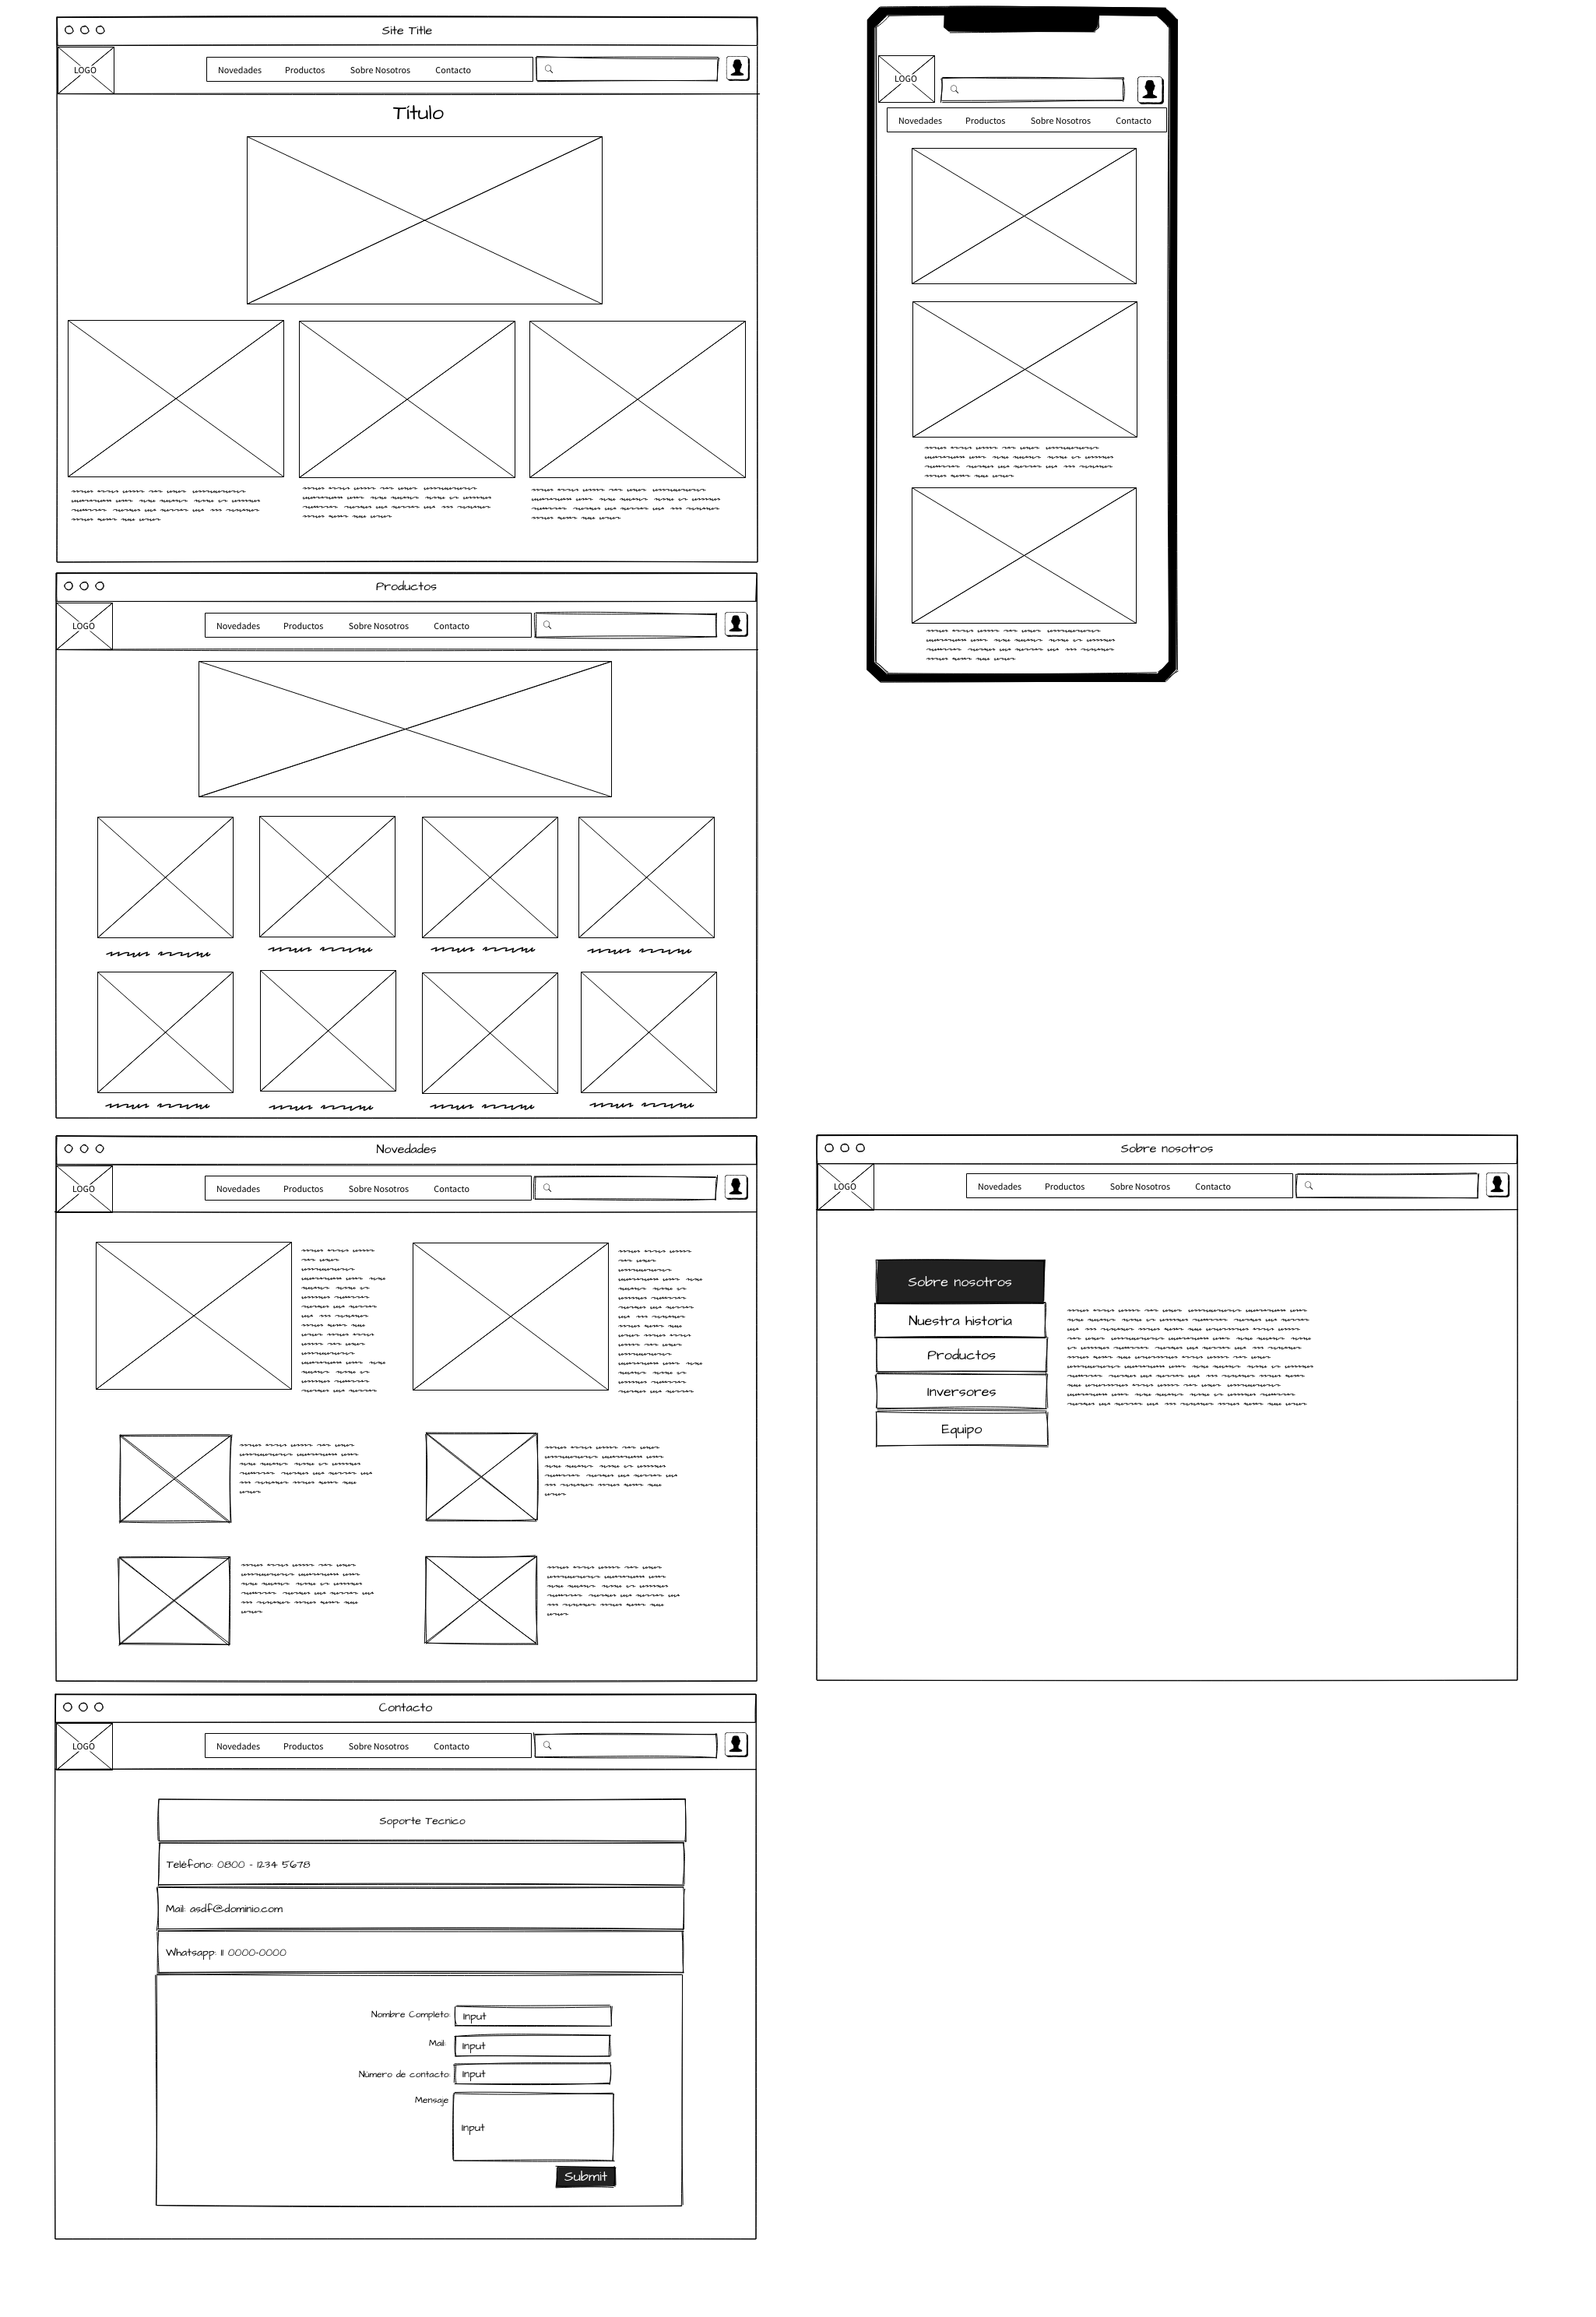 Site Title
LOGO
Novedades Productos Sobre Nosotros Contacto
Título
LOGO
Novedades Productos Sobre Nosotros Contacto
Productos
LOGO
Novedades Productos Sobre Nosotros Contacto
Novedades
LOGO
Novedades Productos Sobre Nosotros Contacto
Sobre nosotros
LOGO
Novedades Productos Sobre Nosotros Contacto
Sobre nosotros
Nuestra historia
Productos
Inversores
Equipo
Contacto
LOGO
Novedades Productos Sobre Nosotros Contacto
Soporte Tecnico
Teléfono: 0800 - 1234 5678
Mail: asdf@dominio.com
Whatsapp: 11 0000-0000
Nombre Completo: Input
Mail: Input
Número de contacto: Input
Mensaje
Input
Submit